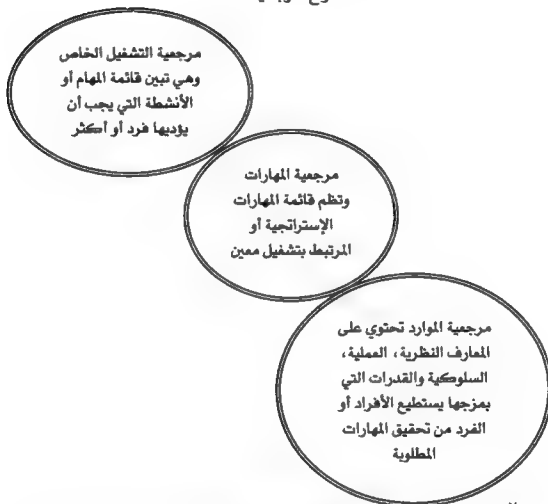 مرجعية التشغيل الخاص
وهي تبين قائمة المهام أو
الأنشطة التي يجب أن
يؤديها فرد أو أكثر
مرجعية المهارات
وتظم قائمة المهارات
الإستراتجية أو
المرتبط بتشغيل معين
مرجعية الموارد تحتوي على
المعارف النظرية، العملية،
السلوكية والقدرات التي
بمزجها يستطيع الأفراد أو
الفرد من تحقيق المهارات
المطلوبة